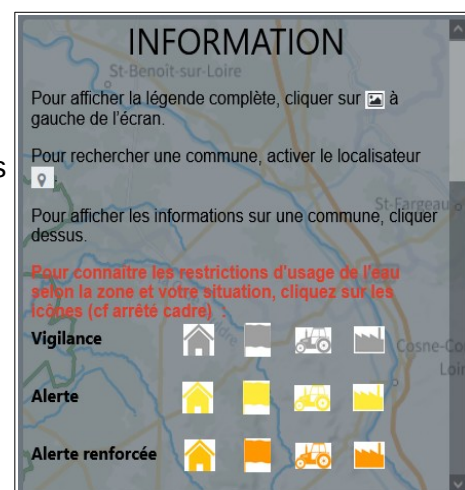 INFORMATION
St-Benoit-sur-Loire
Pour afficher la légende complète, cliquer sur à
gauche de l'écran.
Pour rechercher une commune, activer le localisateur
s
St-Fargeau
Pour afficher les informations sur une commune, cliquer
dessus.
Pour connaitre les restrictions d'usage de l'eau
selon la zone et votre situation, cliquez sur les
icônes (cf arrêté cadre) :
Vigilance
Cosne-Co
Loir
Alerte
Alerte renforcée